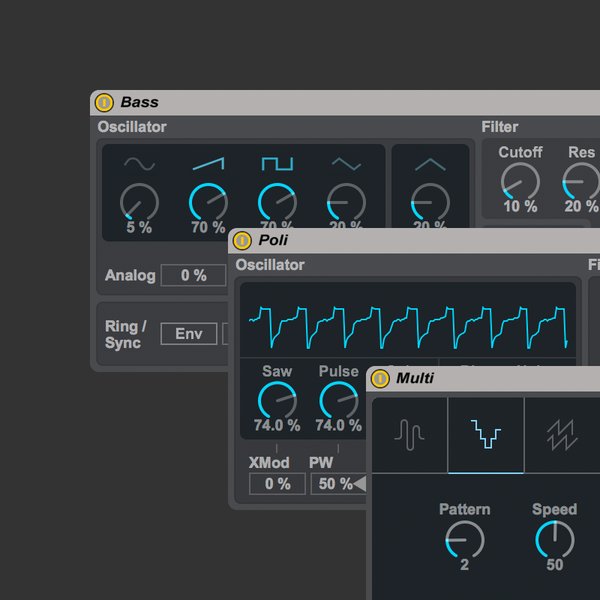 Bass
Oscillator
Filter
Cutoff
Res
5 %
70 %
70 %
20 %
20 %
10 %
20 %
Analog
0 %
Ring /
Sync
Env
Poli
Oscillator
Saw
Pulse
74.0 %
74.0 %
XMod
PW
0 %
50 %
Multi
Pattern
Speed
2
50